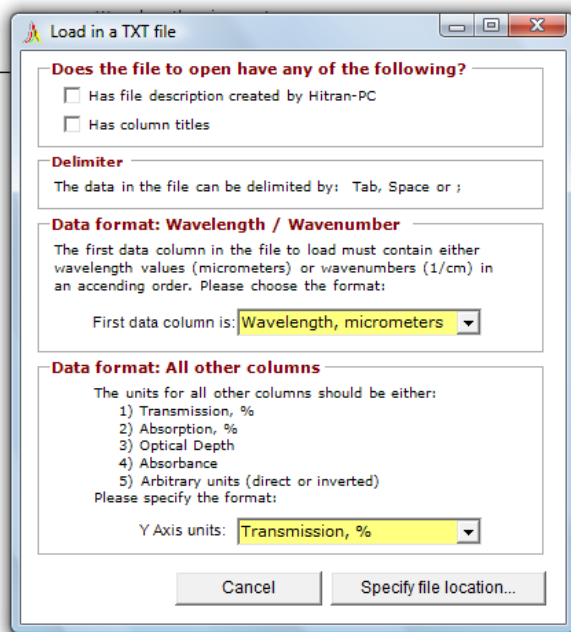 Load in a TXT file
Does the file to open have any of the following?
Has file description created by Hitran-PC
Has column titles
Delimiter
The data in the file can be delimited by: Tab, Space or ;
Data format: Wavelength / Wavenumber
The first data column in the file to load must contain either
wavelength values (micrometers) or wavenumbers (1/cm) in
an accending order. Please choose the format:
First data column is: Wavelength, micrometers
Data format: All other columns
The units for all other columns should be either:
1) Transmission, %
2) Absorption, %
3) Optical Depth
4) Absorbance
5) Arbitrary units (direct or inverted)
Please specify the format:
Y Axis units: Transmission, %
Cancel Specify file location...